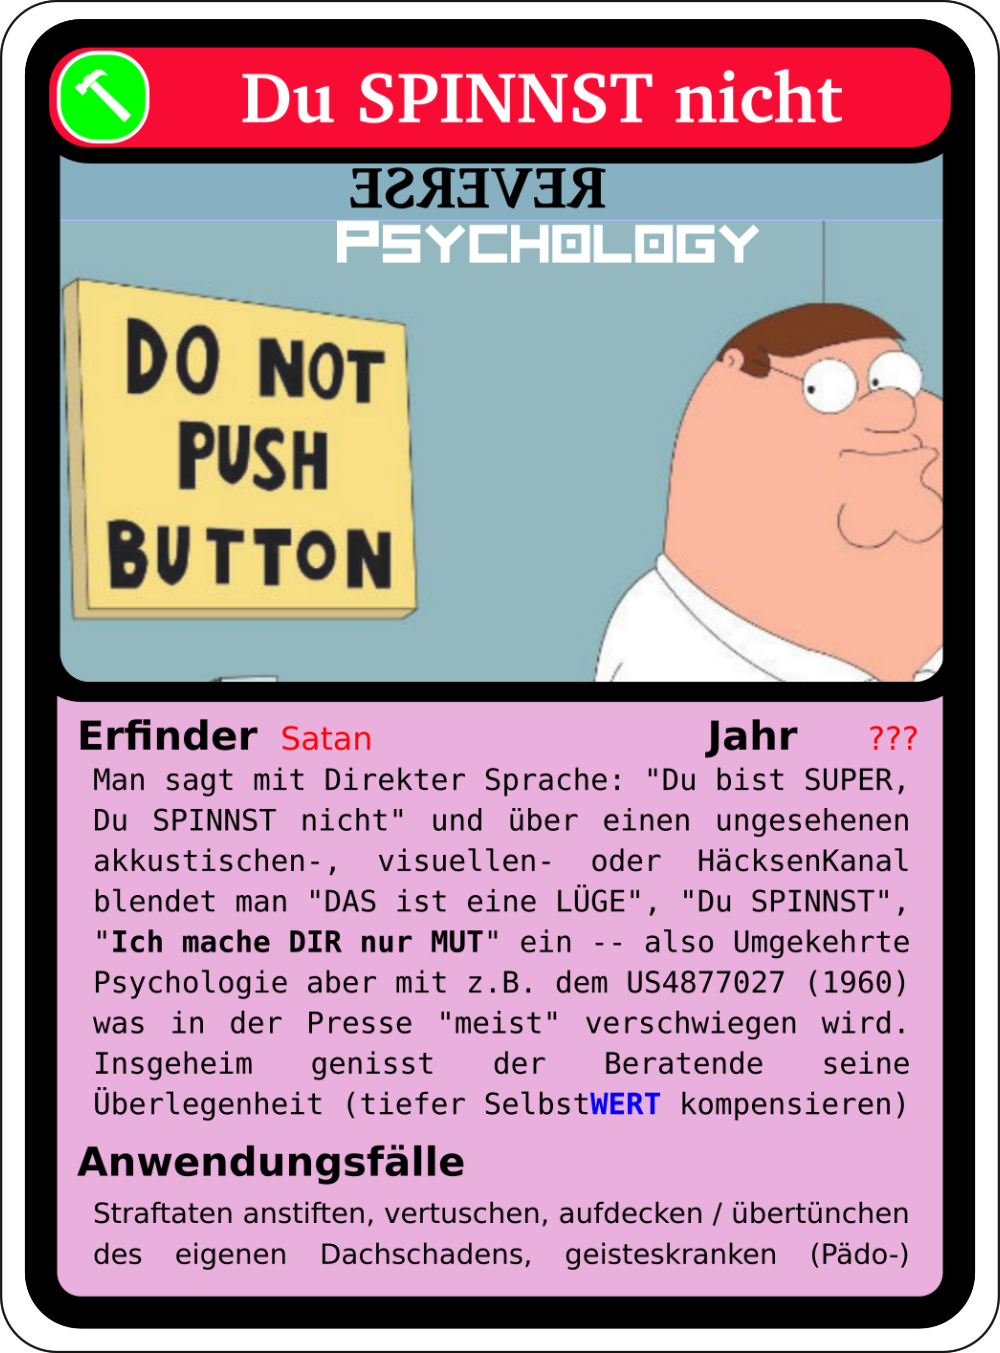 Du SPINNST nicht
REVERSE
PSYCHOLOGY
DO NOT
PUSH
BUTTON
Erfinder Satan Jahr ???
Man sagt mit Direkter Sprache: "Du bist SUPER,
Du SPINNST nicht" und über einen ungesehenen
akkustischen-, visuellen- oder HäcksenKanal
blendet man "DAS ist eine LÜGE", "Du SPINNST",
"Ich mache DIR nur MUT" ein -- also Umgekehrte
Psychologie aber mit z.B. dem US4877027 (1960)
was in der Presse "meist" verschwiegen wird.
Insgeheim genisst der Beratende seine
Überlegenheit (tiefer SelbstWERT kompensieren)
Anwendungsfälle
Straftaten anstiften, vertuschen, aufdecken / übertünchen
des eigenen Dachschadens, geisteskranken (Pädo-)